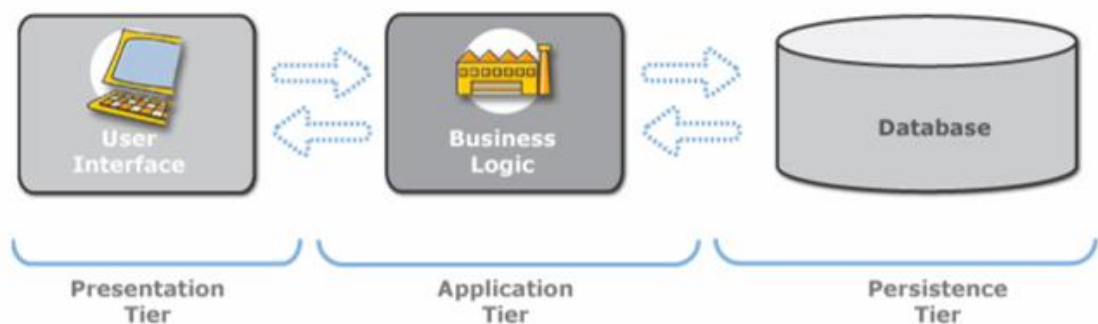 User
Interface
Business
Logic
Database
Presentation
Tier
Application
Tier
Persistence
Tier